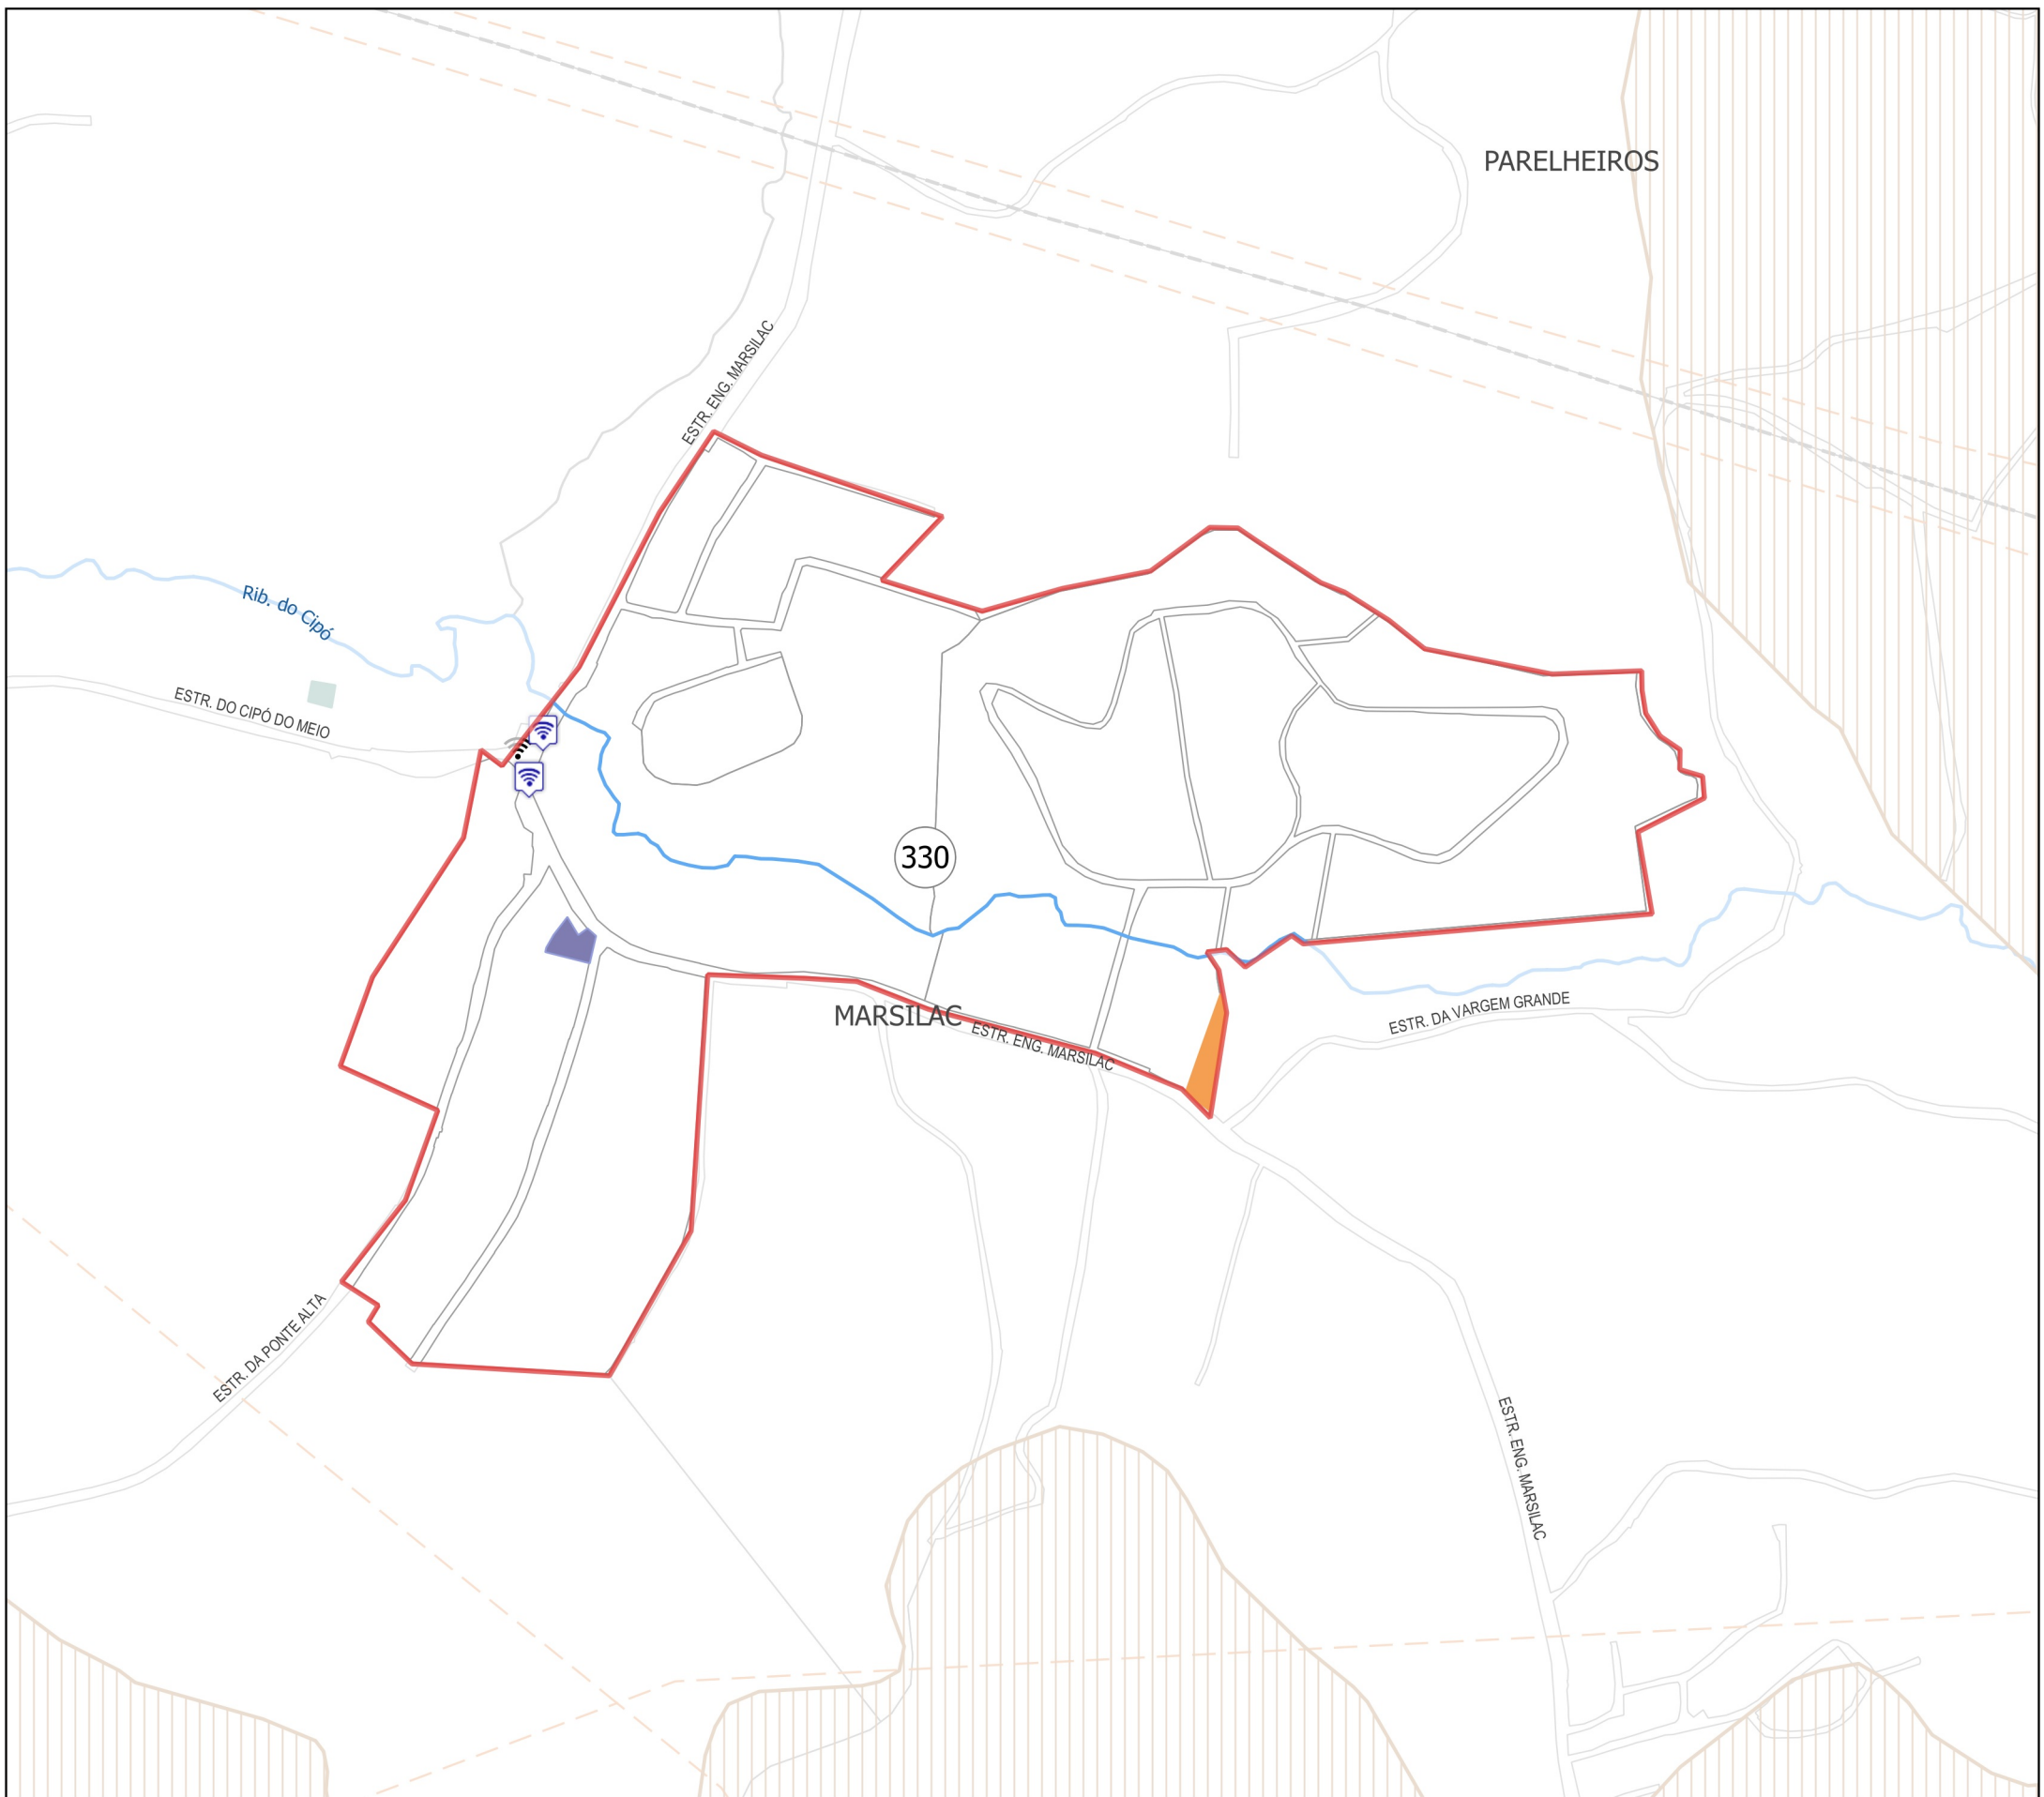 PARELHEIROS
ESTR. ENG. MARSILAC
Rib. do Cipó
ESTR. DO CIPÓ DO MEIO
330
ESTR. DA VARGEM GRANDE
MARSILAC
ESTR. ENG. MARSILAC
ESTR. DA PONTE ALTA
ESTR. ENG. MARSILAC